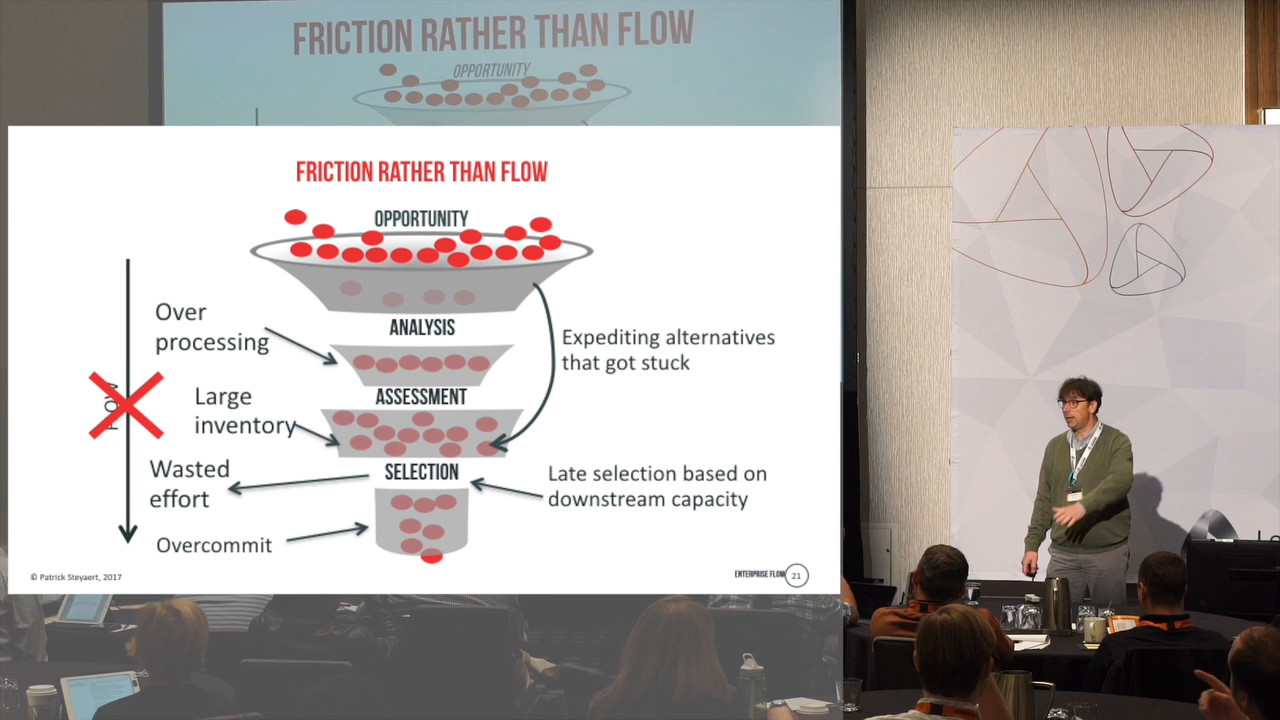 FRICTION RATHER THAN FLOW
OPPORTUNITY
FRICTION RATHER THAN FLOW
OPPORTUNITY
Over
processing
ANALYSIS
Expediting alternatives
that got stuck
ASSESSMENT
Large
inventory
SELECTION
Wasted
effort
Late selection based on
downstream capacity
Overcommit
© Patrick Steyaert, 2017
ENTERPRISE FLOW
21